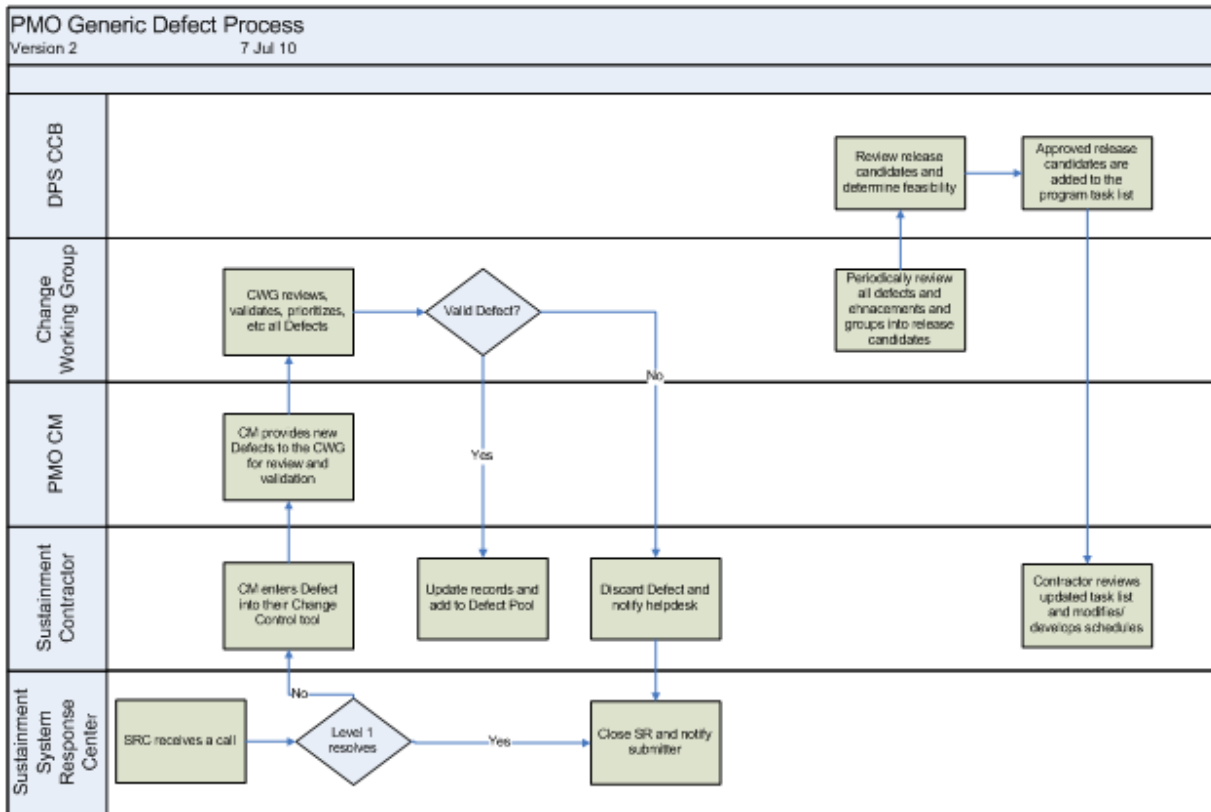 PMO Generic Defect Process
Version 2 7 Jul 10
DPS CCB
Review release
candidates and
determine feasibility
Approved release
candidates are
added to the
program task list
Change
Working Group
CWG reviews,
validates, prioritizes,
etc all Defects
Valid Defect?
Periodically review
all defects and
ehnacements and
groups into release
candidates
No
PMO CM
CM provides new
Defects to the CWG
for review and
validation
Yes
Sustainment
Contractor
CM enters Defect
into their Change
Control tool
Update records and
add to Defect Pool
Discard Defect and
notify helpdesk
Contractor reviews
updated task list
and modifies/
develops schedules
Sustainment
System
Response
Center
SRC receives a call
No
Level 1
resolves
Yes
Close SR and notify
submitter